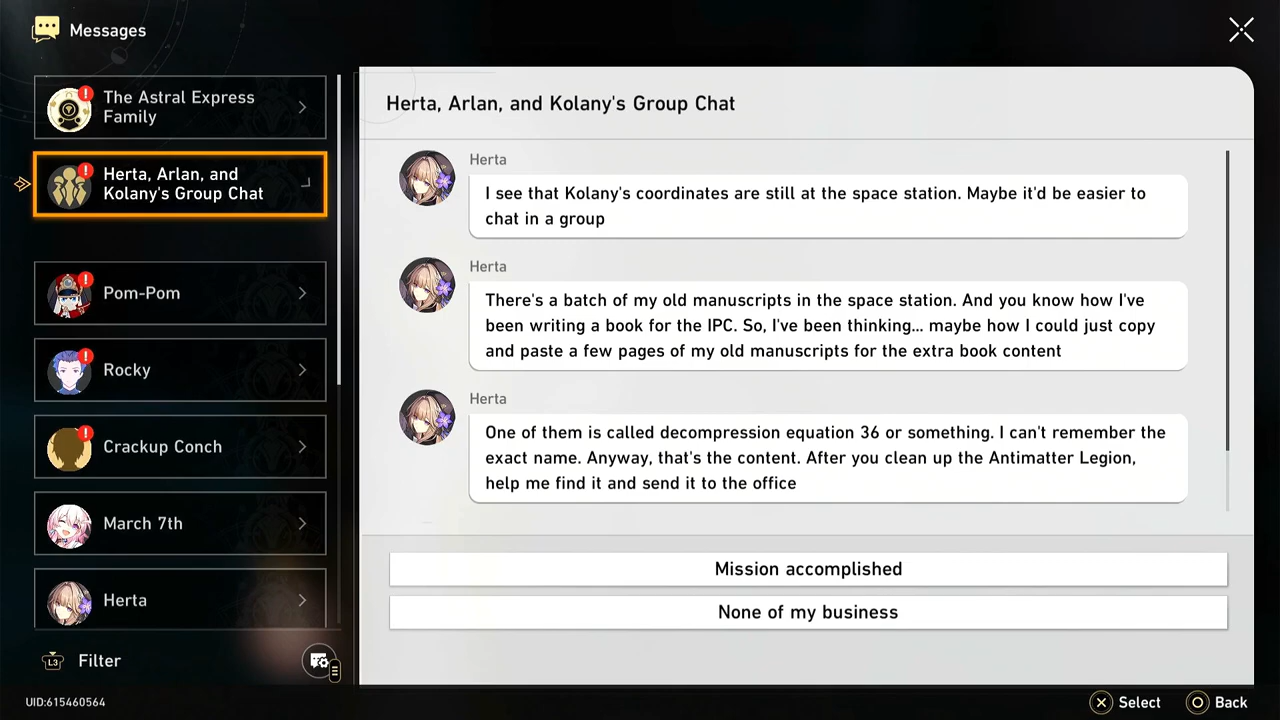 Messages
The Astral Express
Family
Herta, Arlan, and
Kolany's Group Chat
Pom-Pom
Rocky
Crackup Conch
March 7th
Herta
L3 Filter
UID:615460564
Herta, Arlan, and Kolany's Group Chat
Herta
I see that Kolany's coordinates are still at the space station. Maybe it'd be easier to
chat in a group
Herta
There's a batch of my old manuscripts in the space station. And you know how I've
been writing a book for the IPC. So, I've been thinking... maybe how I could just copy
and paste a few pages of my old manuscripts for the extra book content
Herta
One of them is called decompression equation 36 or something. I can't remember the
exact name. Anyway, that's the content. After you clean up the Antimatter Legion,
help me find it and send it to the office
Mission accomplished
None of my business
Select
Back